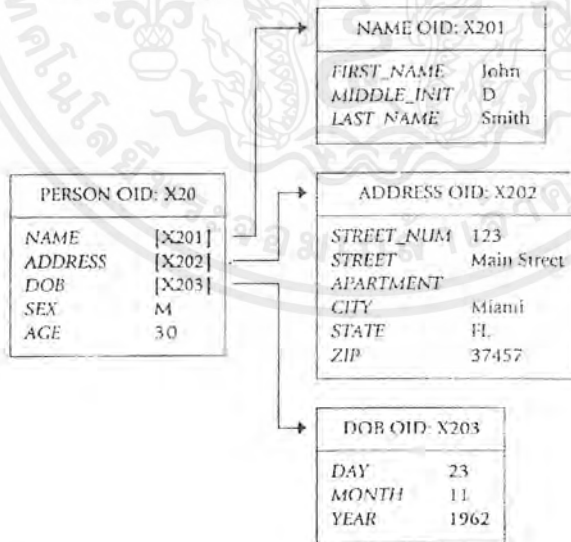 NAME OID: X201
FIRST_NAME John
MIDDLE_INIT D
LAST NAME Smith
PERSON OID: X20
NAME [X201]
ADDRESS [X202]
DOB [X203]
SEX M
AGE 30
ADDRESS OID: X202
STREET_NUM 123
STREET Main Street
APARTMENT
CITY Miami
STATE FL
ZIP 37457
DOB OID: X203
DAY 23
MONTH 11
YEAR 1962